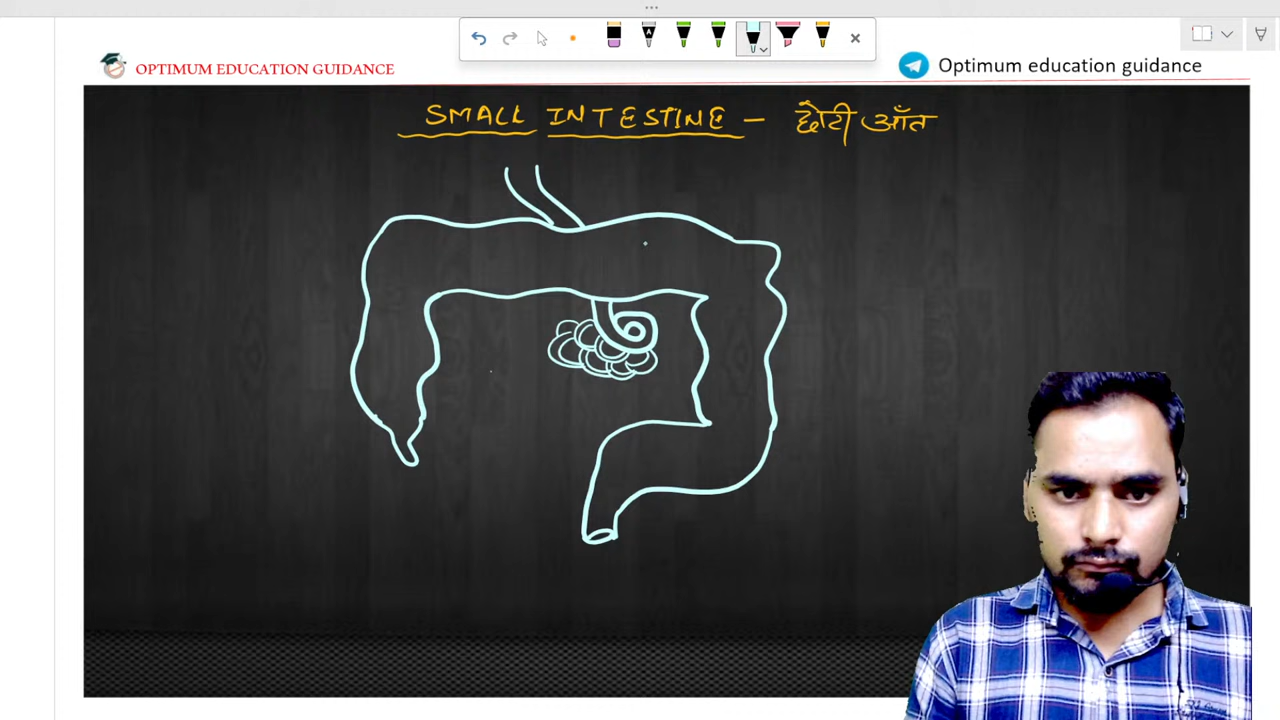 OPTIMUM EDUCATION GUIDANCE
Optimum education guidance
SMALL INTESTINE - छोटी आँत